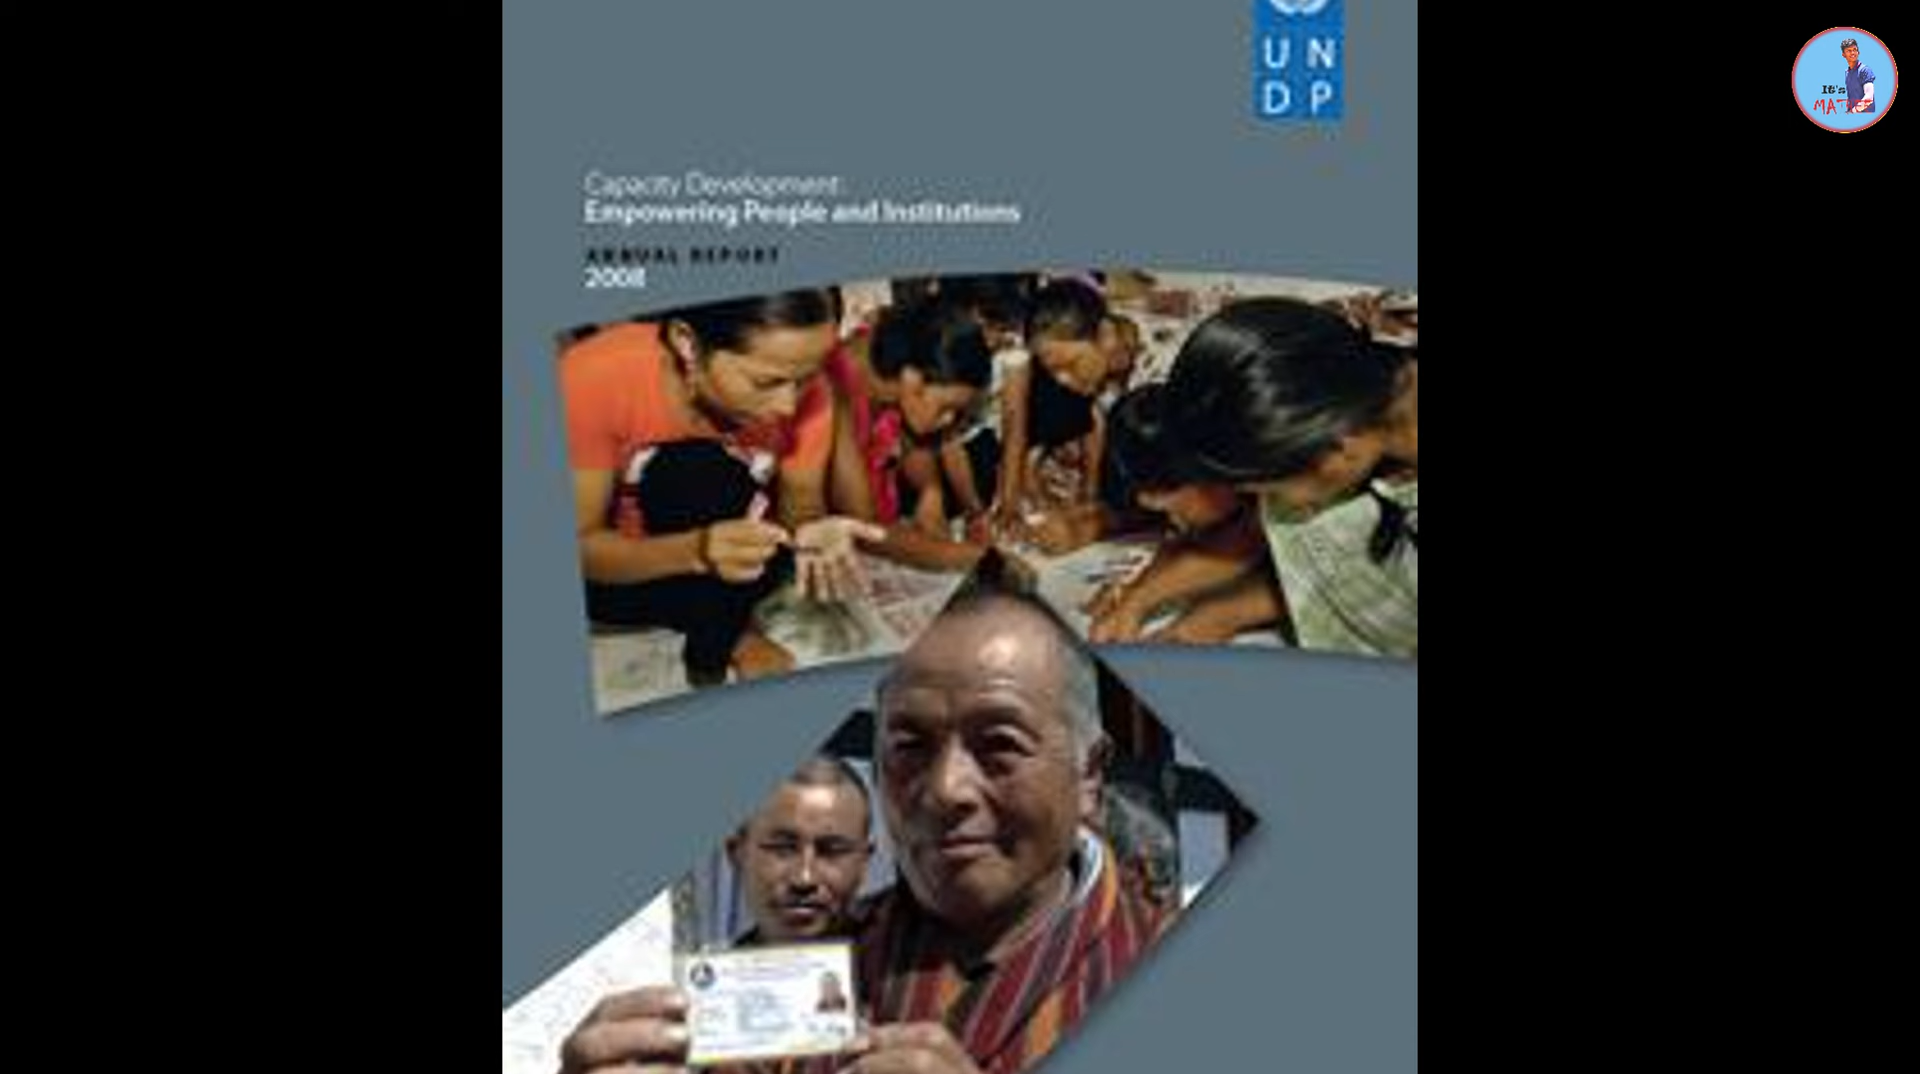 U N
D P
Capacity Development:
Empowering People and Institutions
ANNUAL REPORT
2008
It's